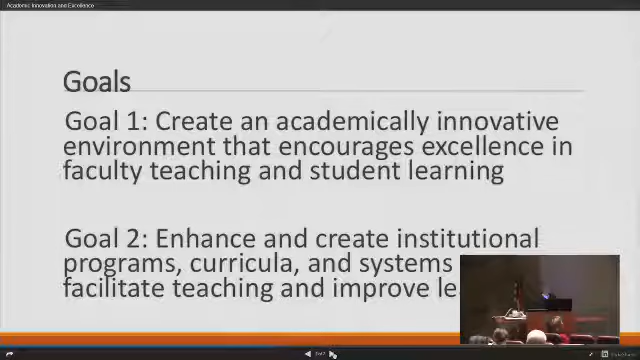 Academic Innovation and Excellence
Goals
Goal 1: Create an academically innovative
environment that encourages excellence in
faculty teaching and student learning
Goal 2: Enhance and create institutional
programs, curricula, and systems
facilitate teaching and improve